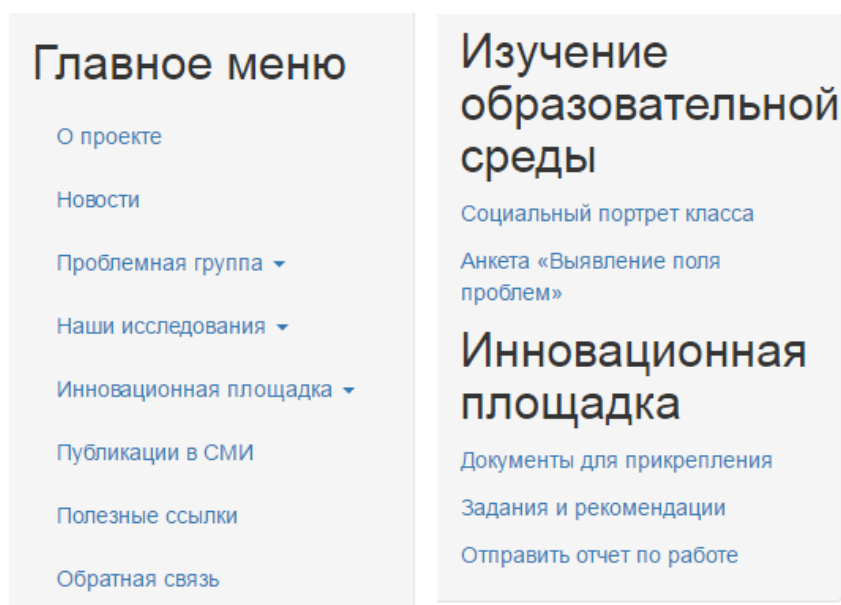 Главное меню
О проекте
Новости
Проблемная группа
Наши исследования
Инновационная площадка
Публикации в СМИ
Полезные ссылки
Обратная связь
Изучение
образовательной
среды
Социальный портрет класса
Анкета «Выявление поля
проблем»
Инновационная
площадка
Документы для прикрепления
Задания и рекомендации
Отправить отчет по работе